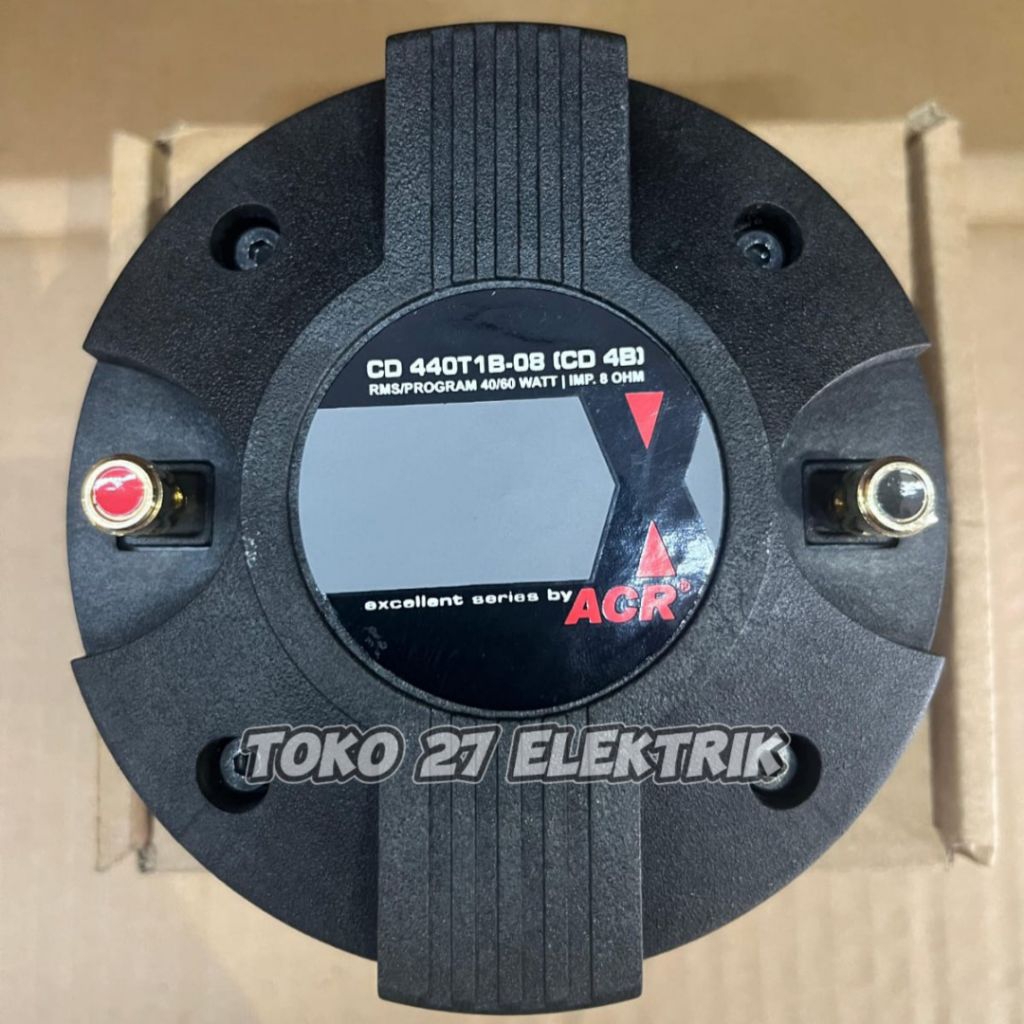 CD 440T1B-08 (CD 4B)
RMS/PROGRAM 40/60 WATT | IMP. 8 OHM
excellent series by ACR®
TOKO 27 ELEKTRIK